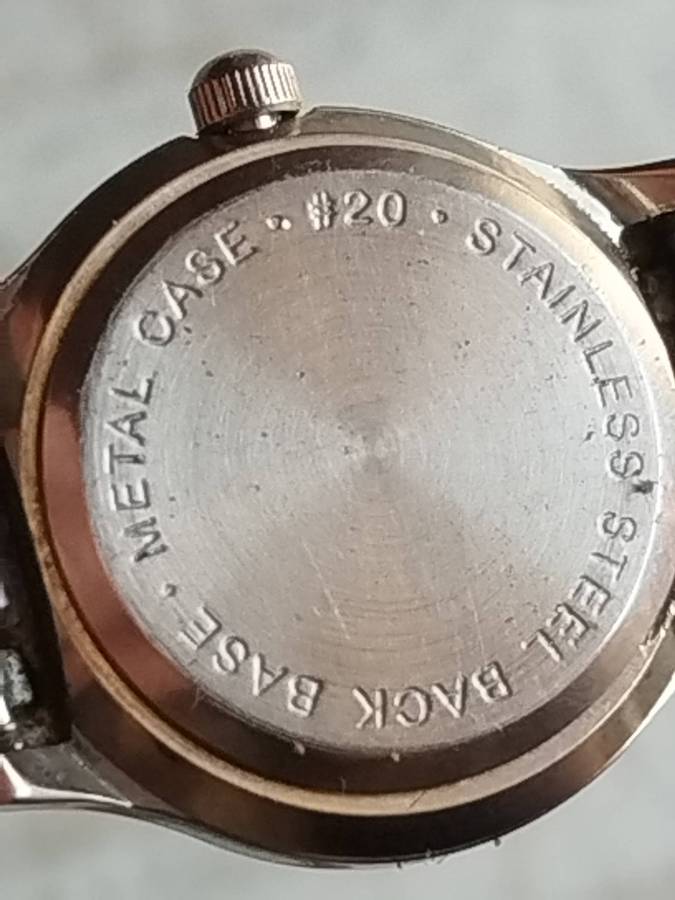 #20 • STAINLESS STEEL BACK BASE • METAL CASE •